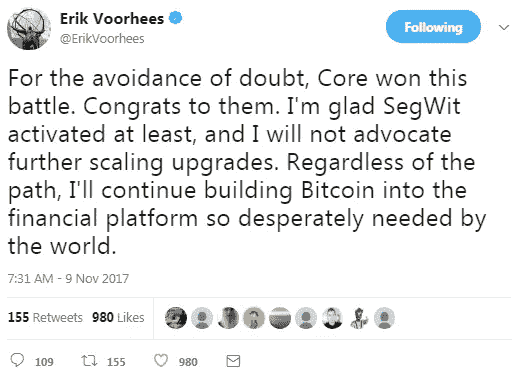 Erik Voorhees
@ErikVoorhees
Following
For the avoidance of doubt, Core won this
battle. Congrats to them. I'm glad SegWit
activated at least, and I will not advocate
further scaling upgrades. Regardless of the
path, I'll continue building Bitcoin into the
financial platform so desperately needed by
the world.
7:31 AM - 9 Nov 2017
155 Retweets 980 Likes
109 155 980